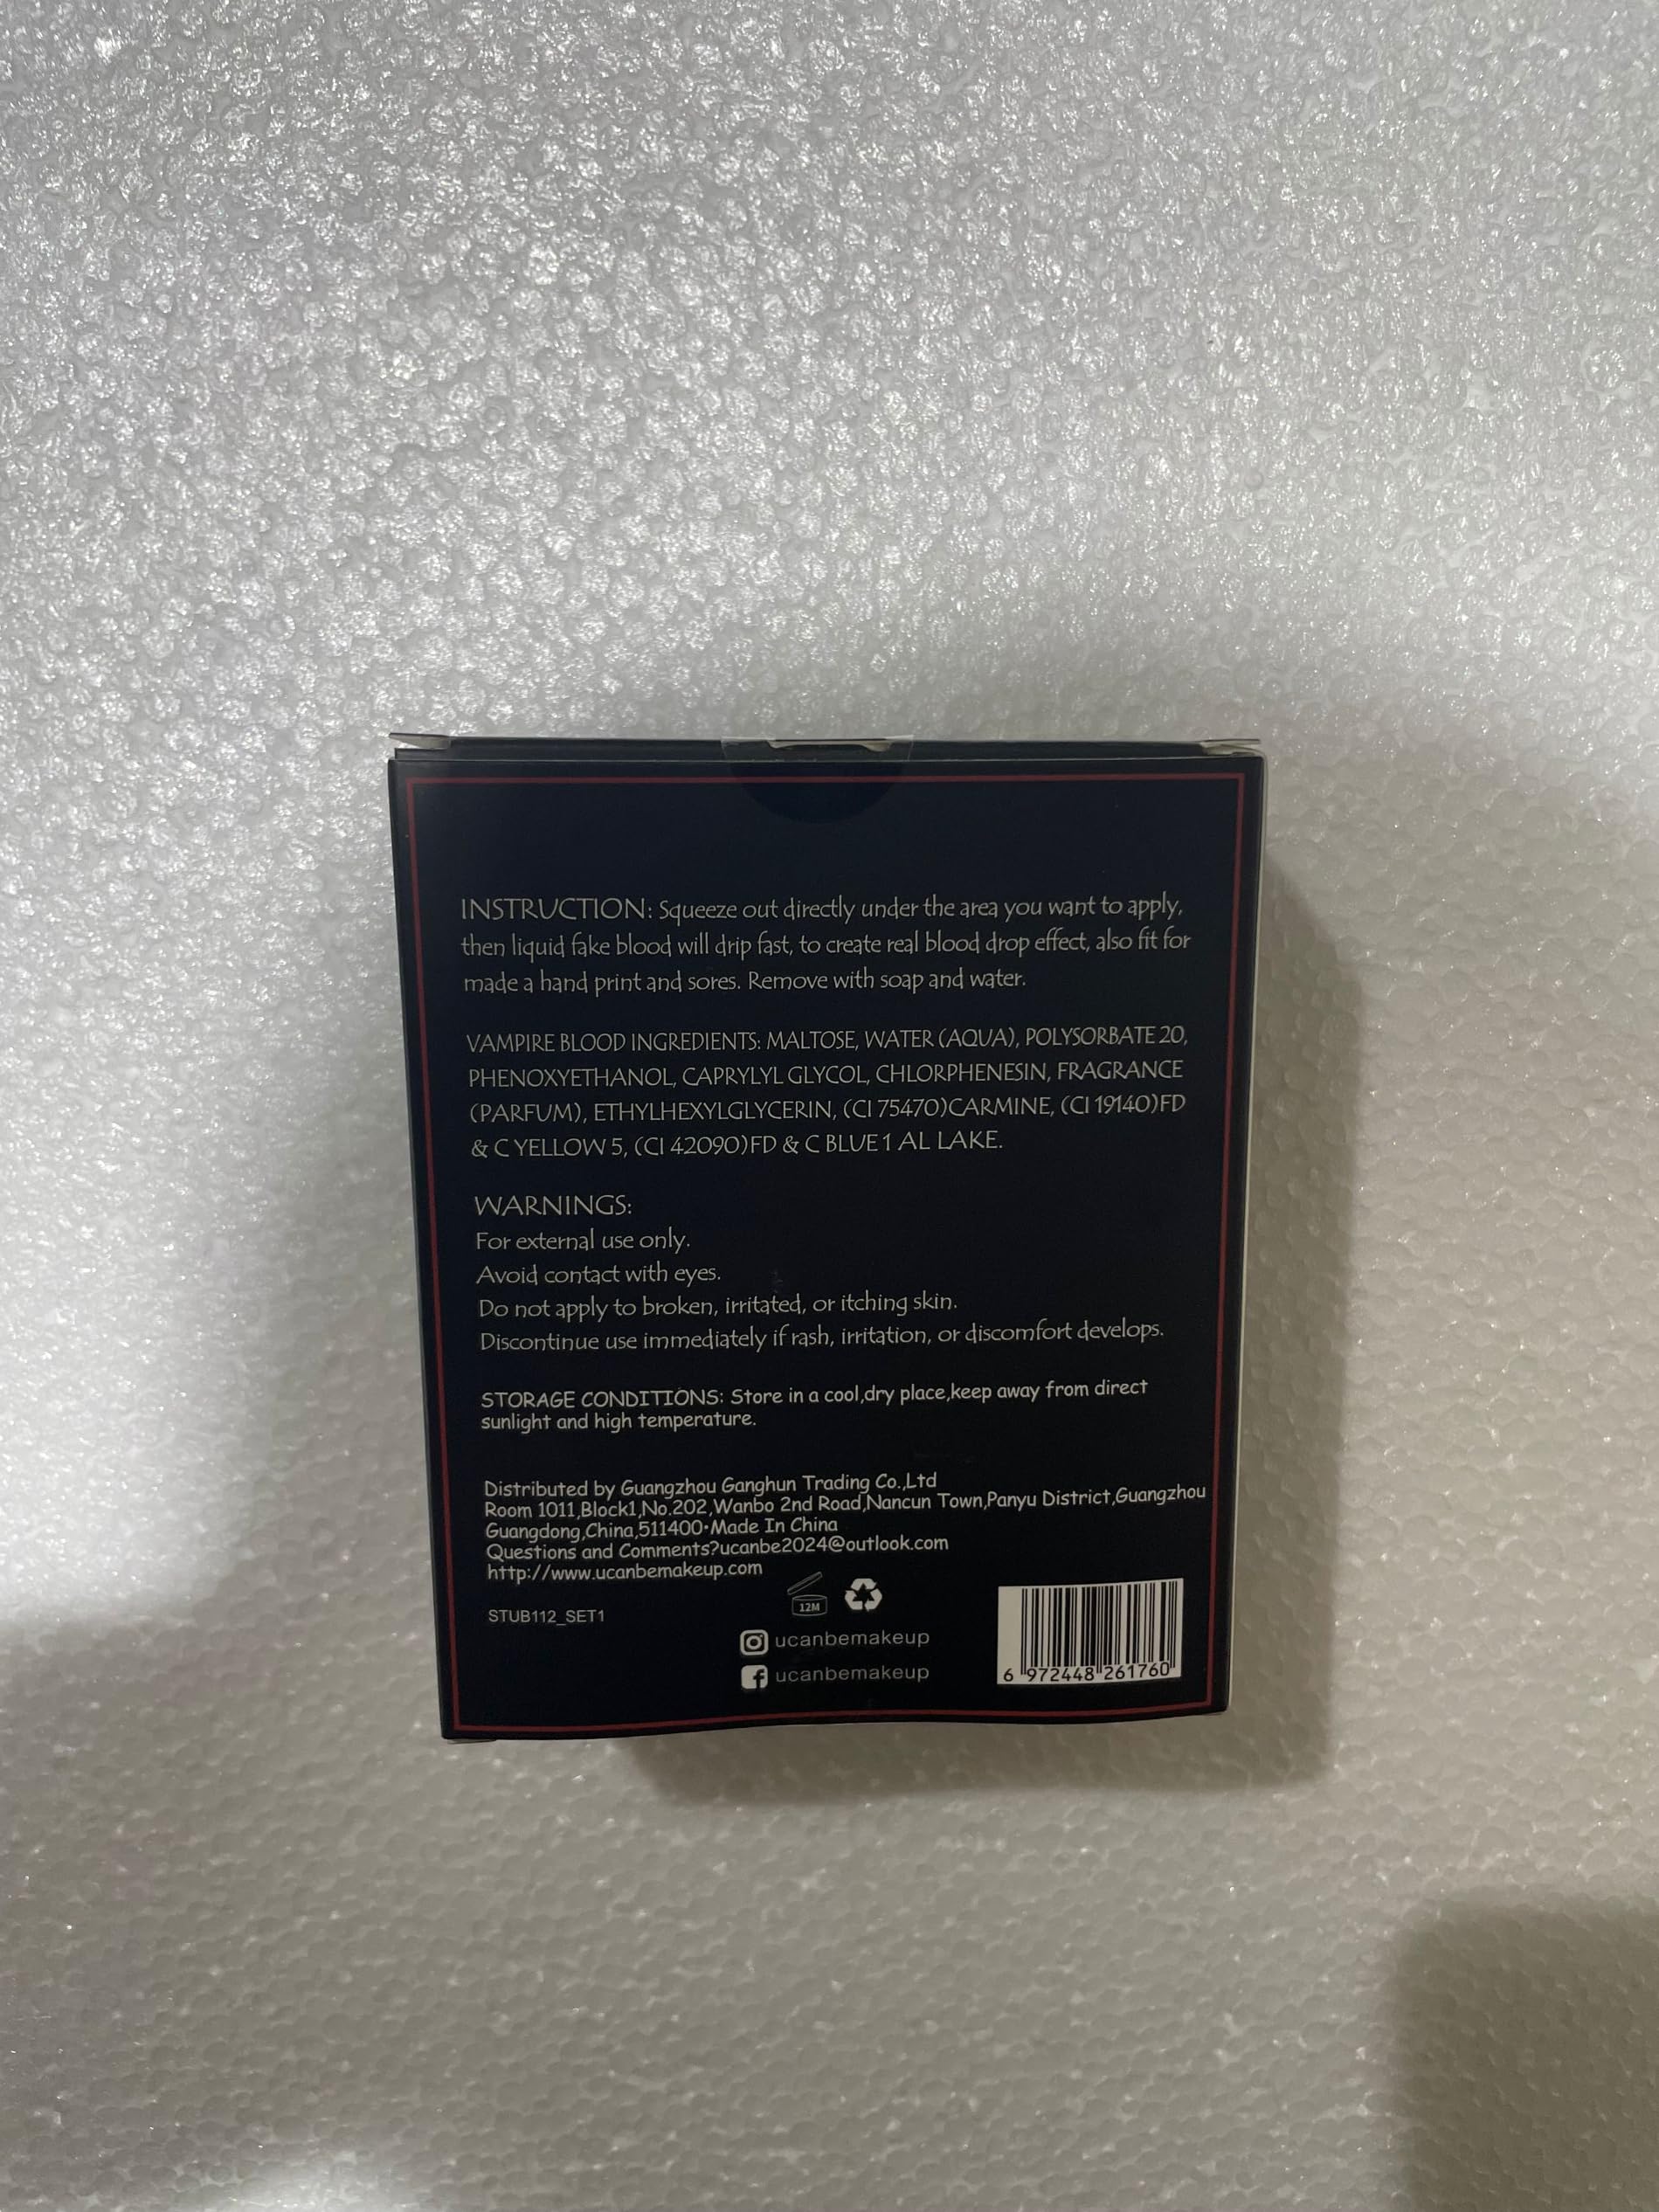 INSTRUCTION: Squeeze out directly under the area you want to apply,
then liquid fake blood will drip fast, to create real blood drop effect, also fit for
made a hand print and sores. Remove with soap and water.
VAMPIRE BLOOD INGREDIENTS: MALTOSE, WATER (AQUA), POLYSORBATE 20,
PHENOXYETHANOL, CAPRYLYL GLYCOL, CHLORPHENESIN, FRAGRANCE
(PARFUM), ETHYLHEXYLGLYCERIN, (CI 75470)CARMINE, (CI 19140)FD
& C YELLOW 5, (CI 42090)FD & C BLUE 1 AL LAKE.
WARNINGS:
For external use only.
Avoid contact with eyes.
Do not apply to broken, irritated, or itching skin.
Discontinue use immediately if rash, irritation, or discomfort develops.
STORAGE CONDITIONS: Store in a cool,dry place,keep away from direct
sunlight and high temperature.
Distributed by Guangzhou Ganghun Trading Co.,Ltd
Room 1011,Block1,No.202,Wanbo 2nd Road,Nancun Town,Panyu District,Guangzhou
Guangdong,China,511400·Made In China
Questions and Comments?ucanbe2024@outlook.com
http://www.ucanbemakeup.com
12M
STUB112_SET1
ucanbemakeup
ucanbemakeup
6 972448 261760